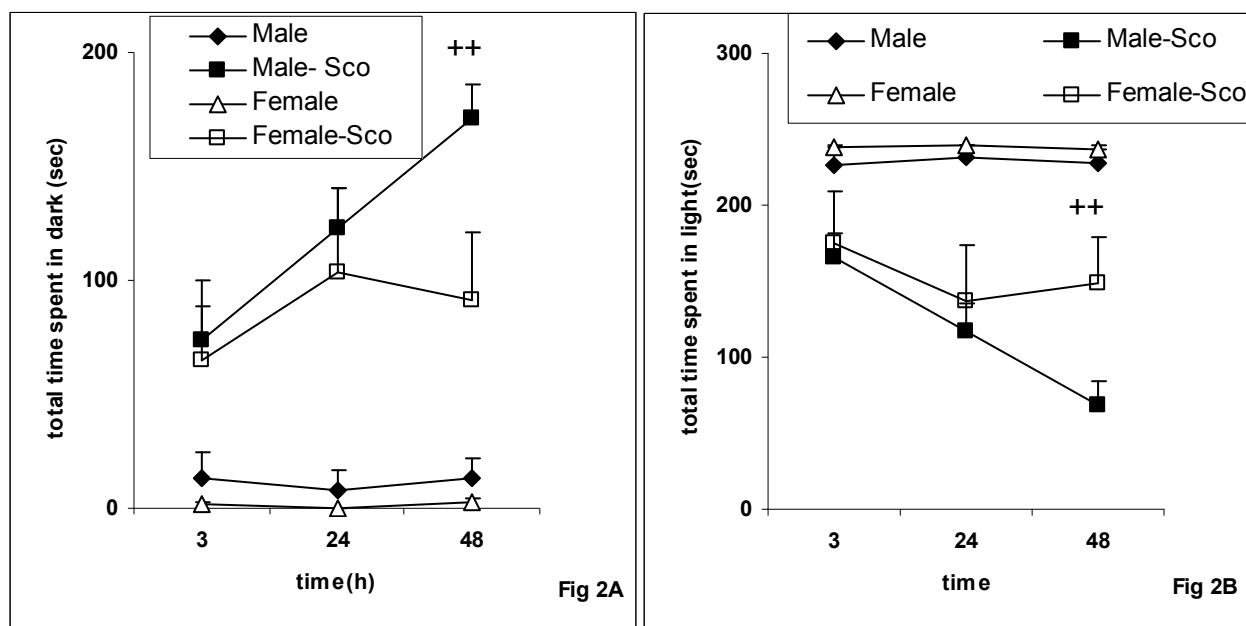 Male
Male- Sco
Female
Female-Sco
++
200
100
0
total time spent in dark (sec)
3 24 48
time(h)
Fig 2A
Male Male-Sco
Female Female-Sco
300
200
100
0
++
total time spent in light(sec)
3 24 48
time
Fig 2B